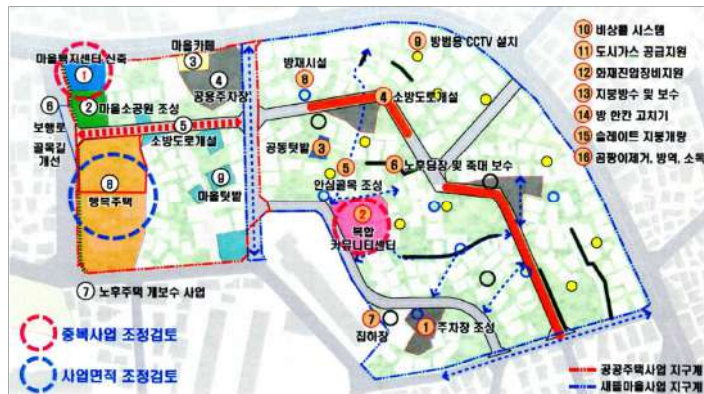 마을복지센터 신축
①
② 마을소공원 조성
⑥
보행로
골목길
개선
⑤
소방도로개설
⑧
행복주택
⑦ 노후주택 개보수 사업
마을카페
③
④
공용주차장
⑨
마을텃밭
방재시설
⑧
⑨ 방범용 CCTV 설치
④ 소방도로개설
공동텃밭
③
⑤
안심골목 조성
⑥ 노후담장 및 축대 보수
②
복합
커뮤니티센터
⑦
집하장
① 주차장 조성
⑩ 비상벨 시스템
⑪ 도시가스 공급지원
⑫ 화재진압장비지원
⑬ 지붕방수 및 보수
⑭ 방 한칸 고치기
⑮ 슬레이트 지붕개량
⑯ 곰팡이제거, 방역, 소독
중복사업 조정검토
사업면적 조정검토
공공주택사업 지구계
새뜰마을사업 지구계